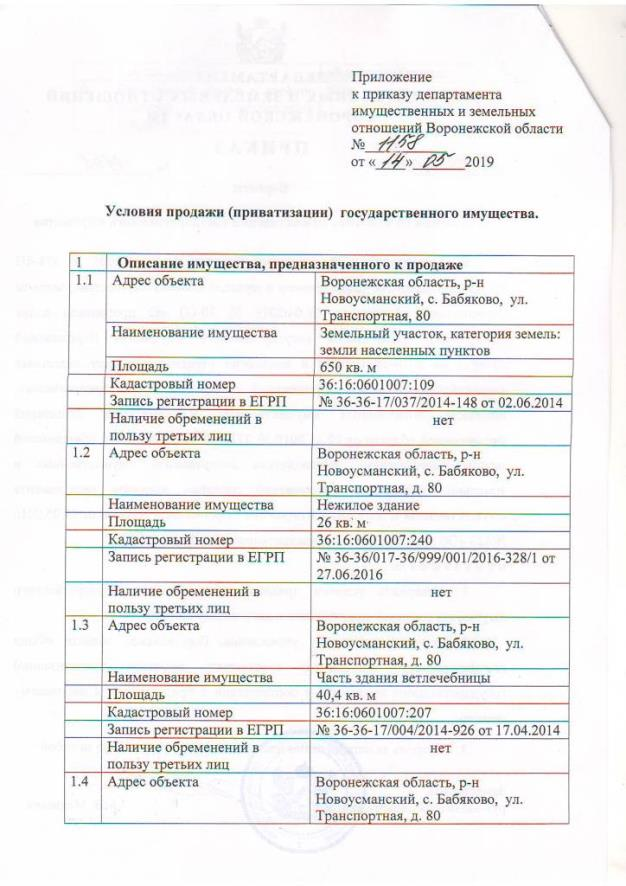 Приложение
к приказу департамента
имущественных и земельных
отношений Воронежской области
№ 1158
от « 14 » 05 2019
Условия продажи (приватизации) государственного имущества.
1 Описание имущества, предназначенного к продаже
1.1 Адрес объекта Воронежская область, р-н
Новоусманский, с. Бабяково, ул.
Транспортная, 80
Наименование имущества Земельный участок, категория земель:
земли населенных пунктов
Площадь 650 кв. м
Кадастровый номер 36:16:0601007:109
Запись регистрации в ЕГРП № 36-36-17/037/2014-148 от 02.06.2014
Наличие обременений в нет
пользу третьих лиц
1.2 Адрес объекта Воронежская область, р-н
Новоусманский, с. Бабяково, ул.
Транспортная, д. 80
Наименование имущества Нежилое здание
Площадь 26 кв. м
Кадастровый номер 36:16:0601007:240
Запись регистрации в ЕГРП № 36-36/017-36/999/001/2016-328/1 от
27.06.2016
Наличие обременений в нет
пользу третьих лиц
1.3 Адрес объекта Воронежская область, р-н
Новоусманский, с. Бабяково, ул.
Транспортная, д. 80
Наименование имущества Часть здания ветлечебницы
Площадь 40,4 кв. м
Кадастровый номер 36:16:0601007:207
Запись регистрации в ЕГРП № 36-36-17/004/2014-926 от 17.04.2014
Наличие обременений в нет
пользу третьих лиц
1.4 Адрес объекта Воронежская область, р-н
Новоусманский, с. Бабяково, ул.
Транспортная, д. 80